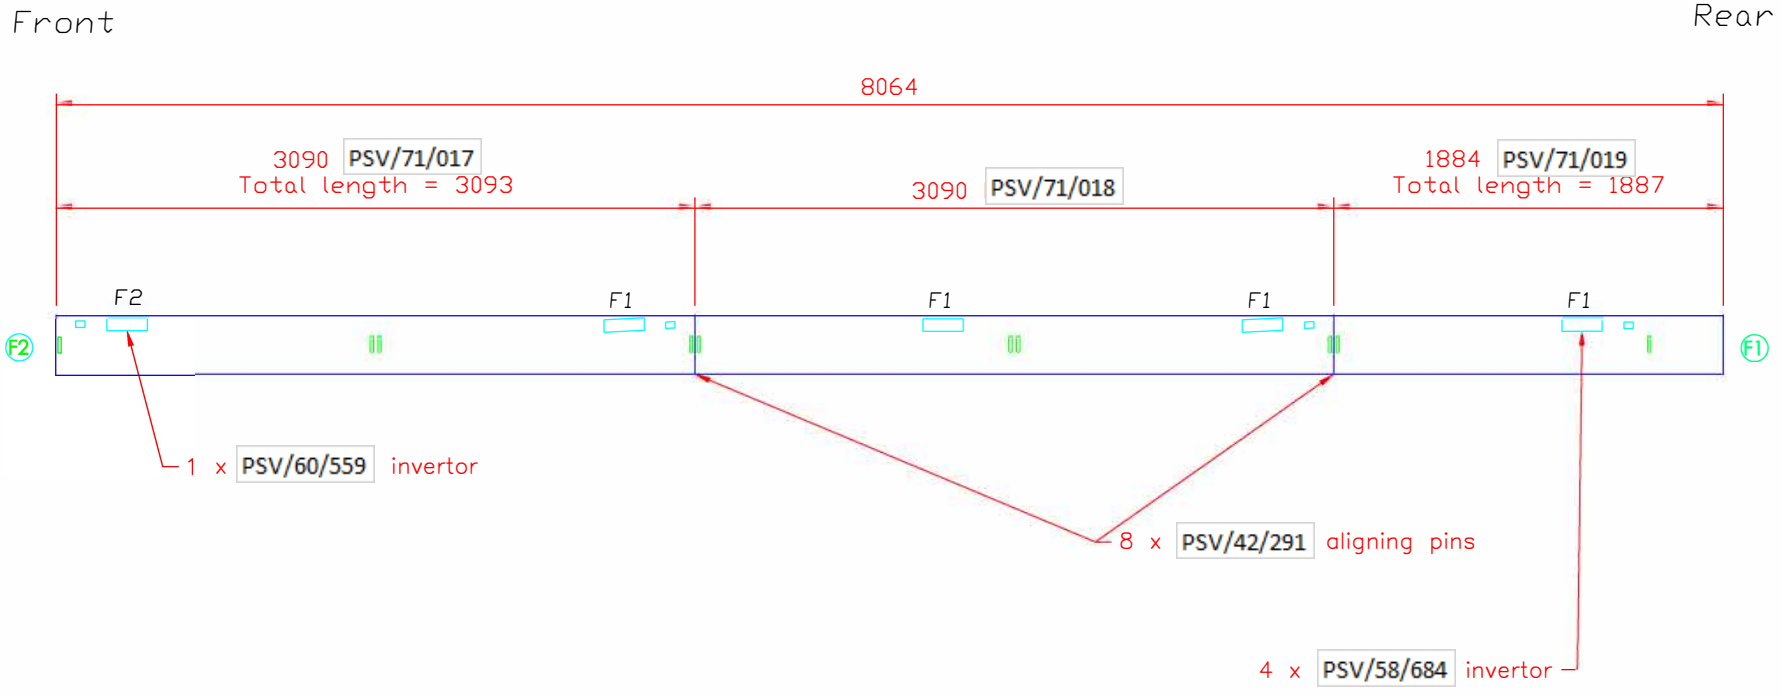 Front
Rear
8064
3090 PSV/71/017
Total length = 3093
3090 PSV/71/018
1884 PSV/71/019
Total length = 1887
F2
F1
F1
F1
F1
F2
F1
1 x PSV/60/559 invertor
8 x PSV/42/291 aligning pins
4 x PSV/58/684 invertor